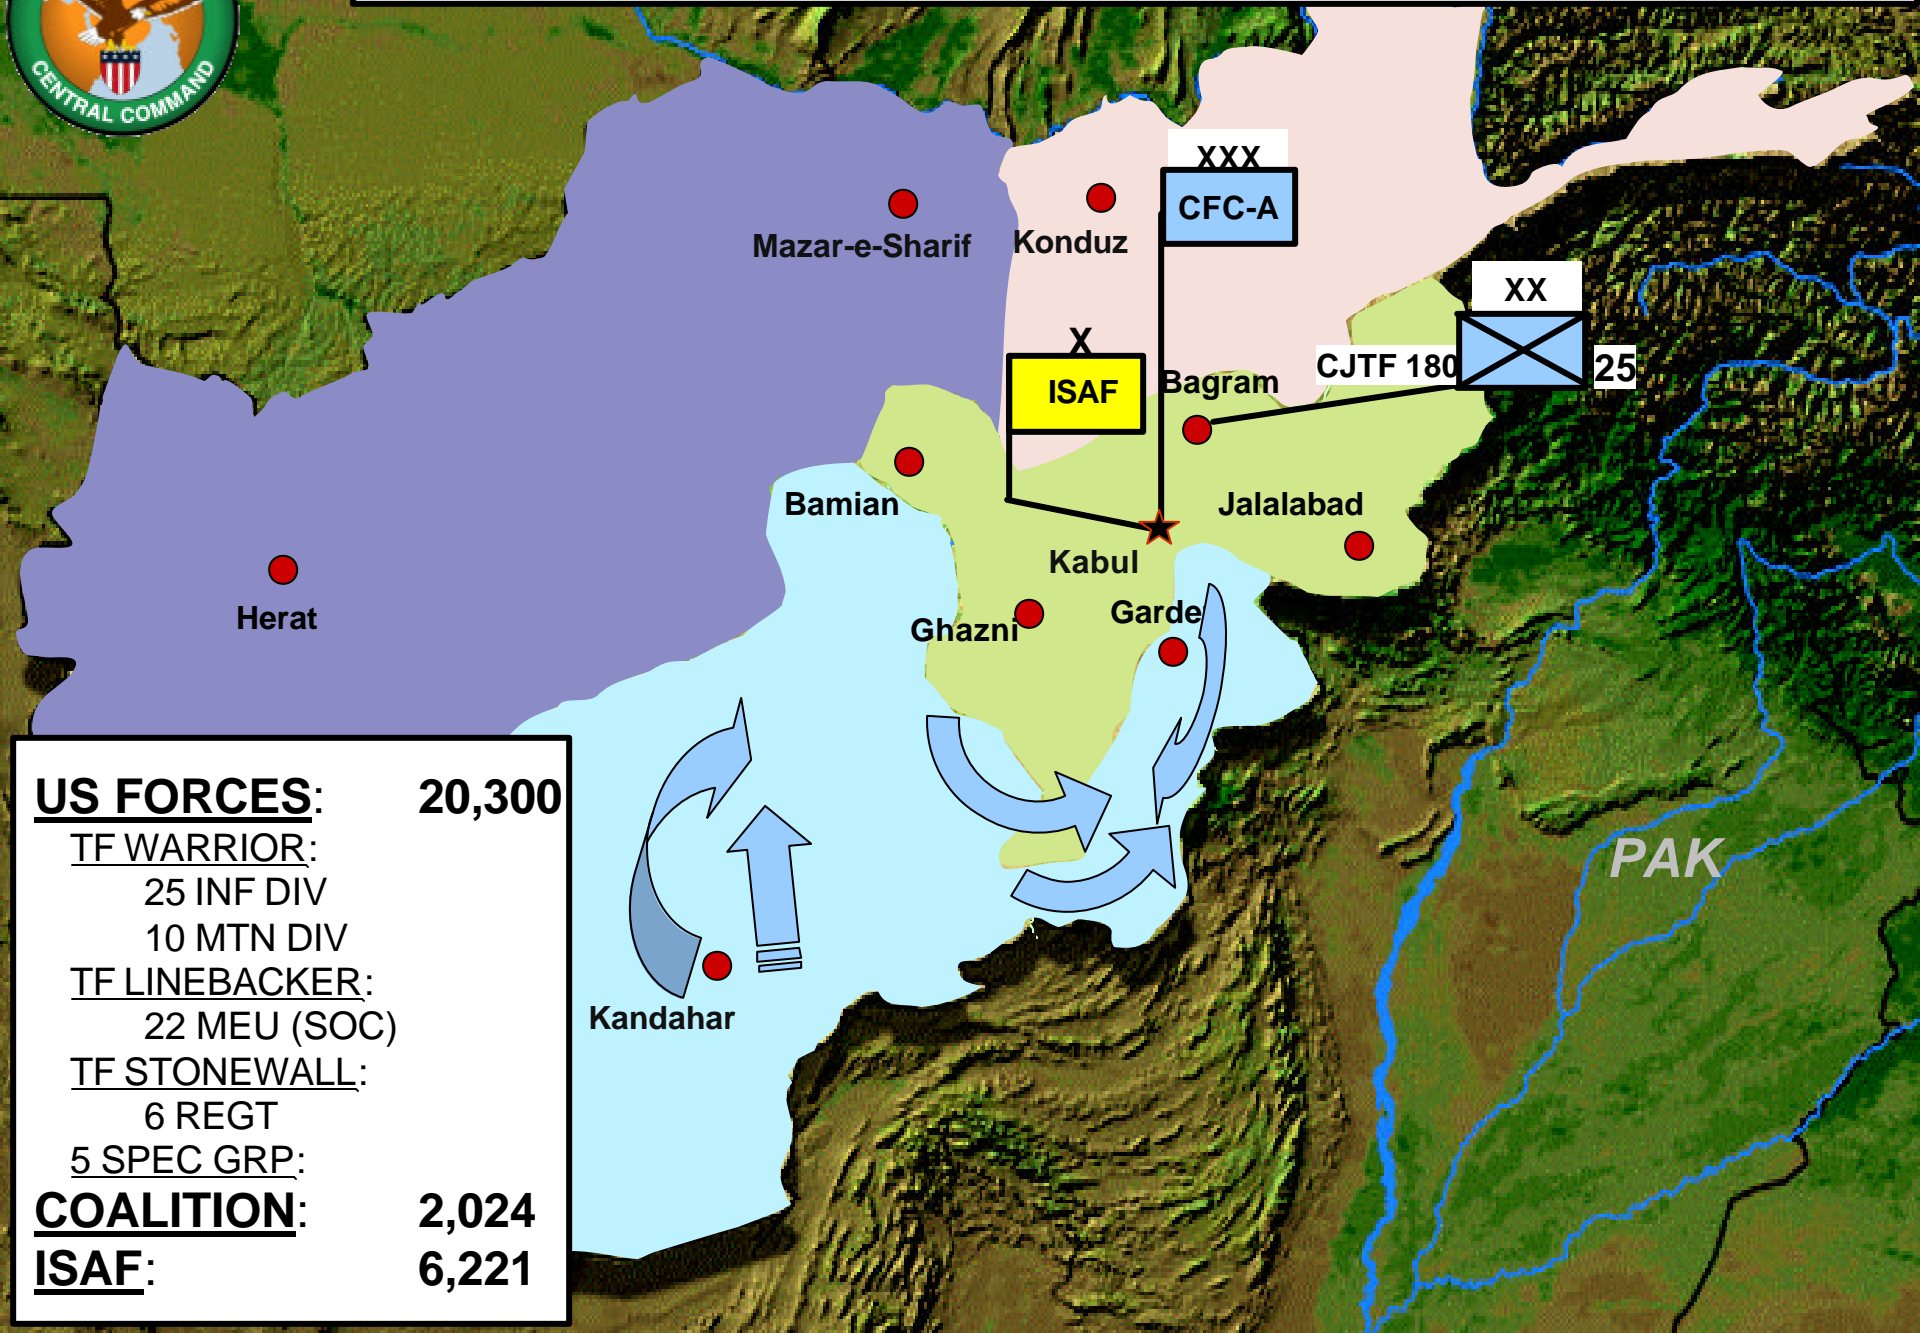 CENTRAL COMMAND
XXX
CFC-A
Mazar-e-Sharif
Konduz
XX
X
ISAF
Bagram
CJTF 180
25
Bamian
Jalalabad
Kabul
Herat
Ghazni
Garde
PAK
Kandahar
US FORCES: 20,300
TF WARRIOR:
25 INF DIV
10 MTN DIV
TF LINEBACKER:
22 MEU (SOC)
TF STONEWALL:
6 REGT
5 SPEC GRP:
COALITION: 2,024
ISAF: 6,221